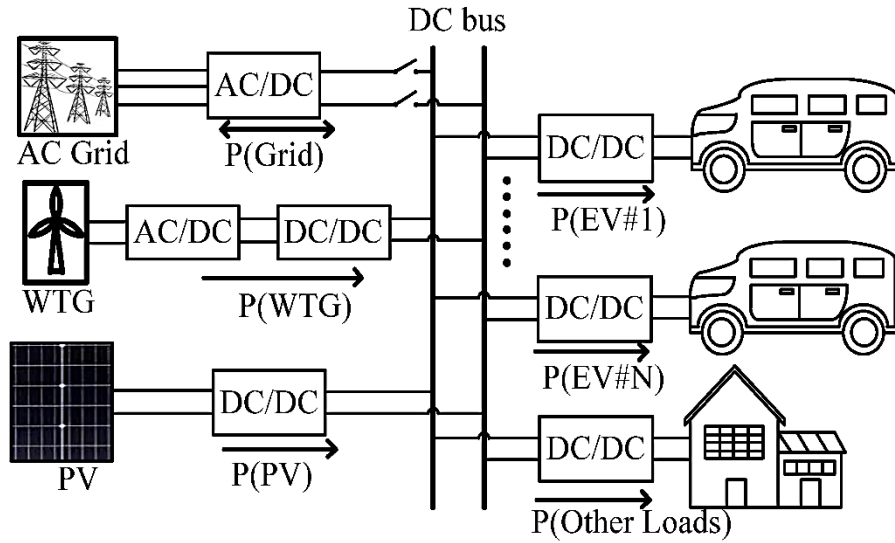 DC bus
AC/DC
AC Grid
P(Grid)
DC/DC
P(EV#1)
AC/DC
DC/DC
WTG
P(WTG)
DC/DC
P(EV#N)
DC/DC
PV
P(PV)
DC/DC
P(Other Loads)